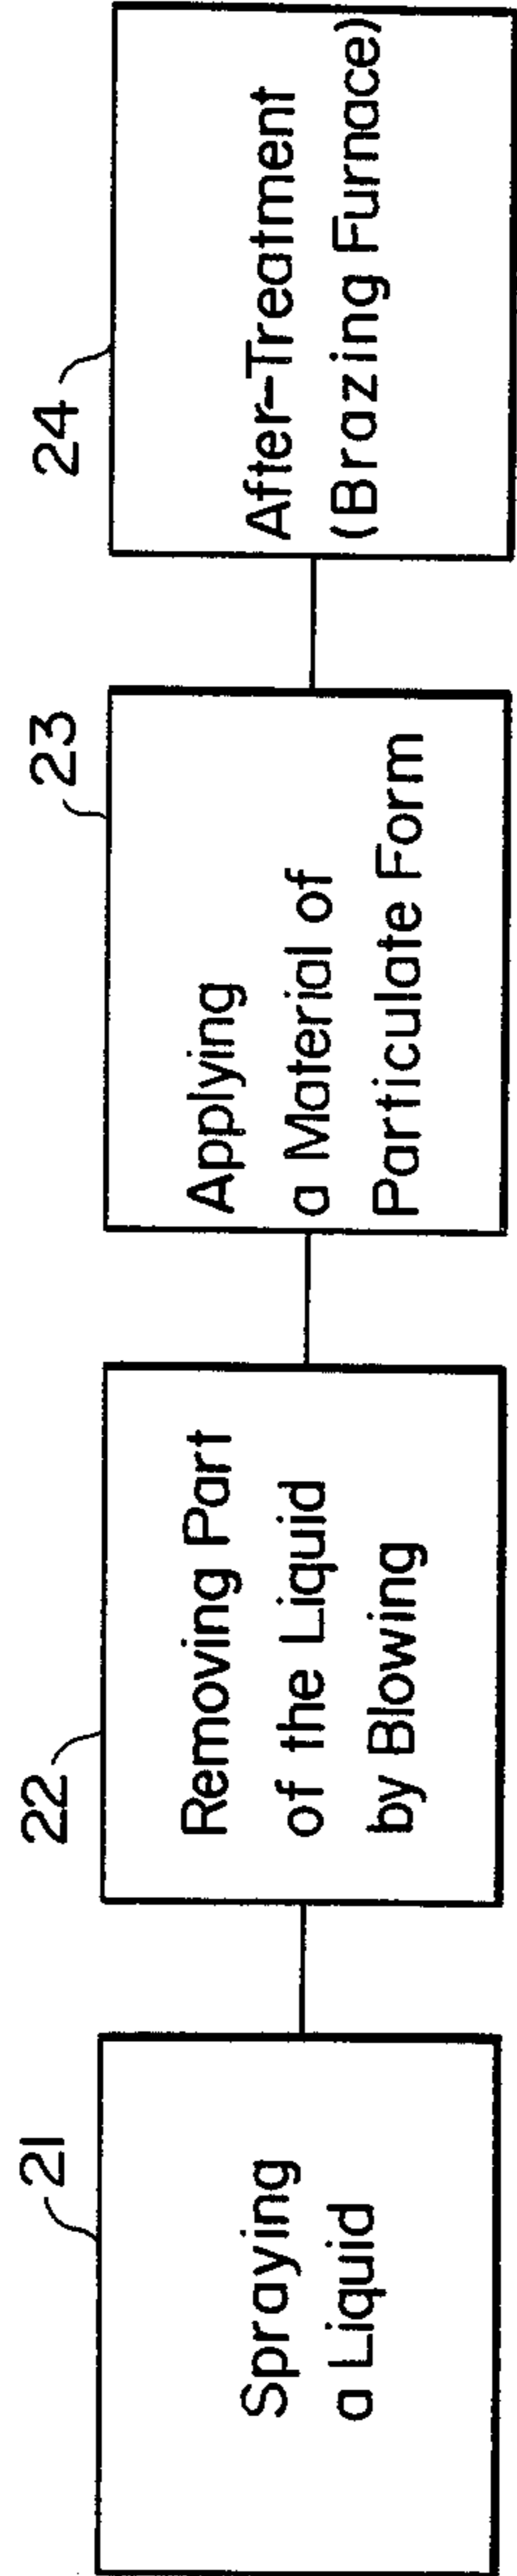 21
Spraying
a Liquid
22
Removing Part
of the Liquid
by Blowing
23
Applying
a Material of
Particulate Form
24
After-Treatment
(Brazing Furnace)